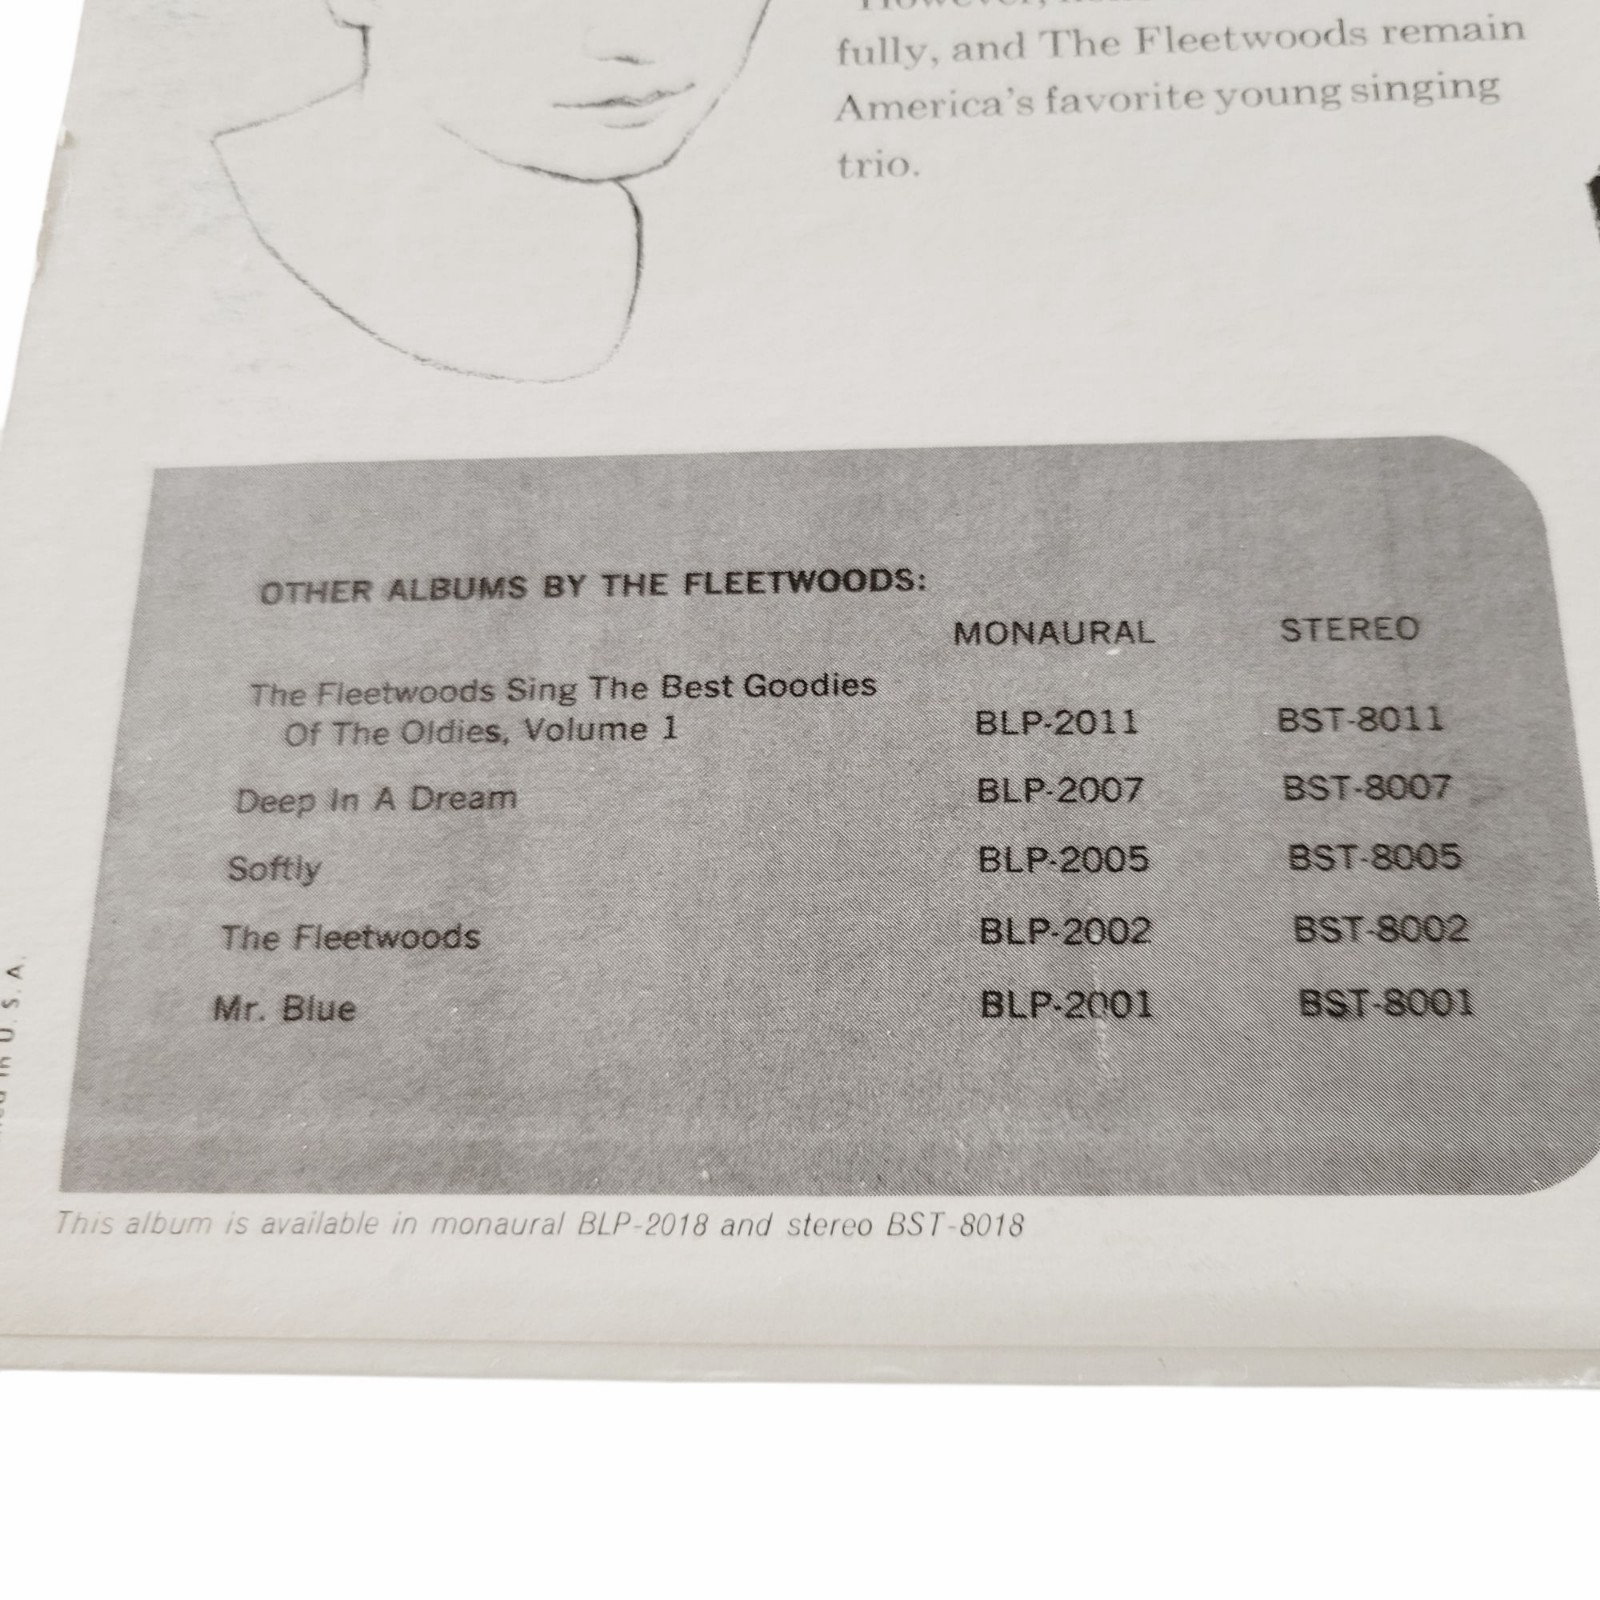 However,
fully, and The Fleetwoods remain
America's favorite young singing
trio.
OTHER ALBUMS BY THE FLEETWOODS:
MONAURAL STEREO
The Fleetwoods Sing The Best Goodies
Of The Oldies, Volume 1 BLP-2011 BST-8011
Deep In A Dream BLP-2007 BST-8007
Softly BLP-2005 BST-8005
The Fleetwoods BLP-2002 BST-8002
Mr. Blue BLP-2001 BST-8001
This album is available in monaural BLP-2018 and stereo BST-8018
in U. S. A.